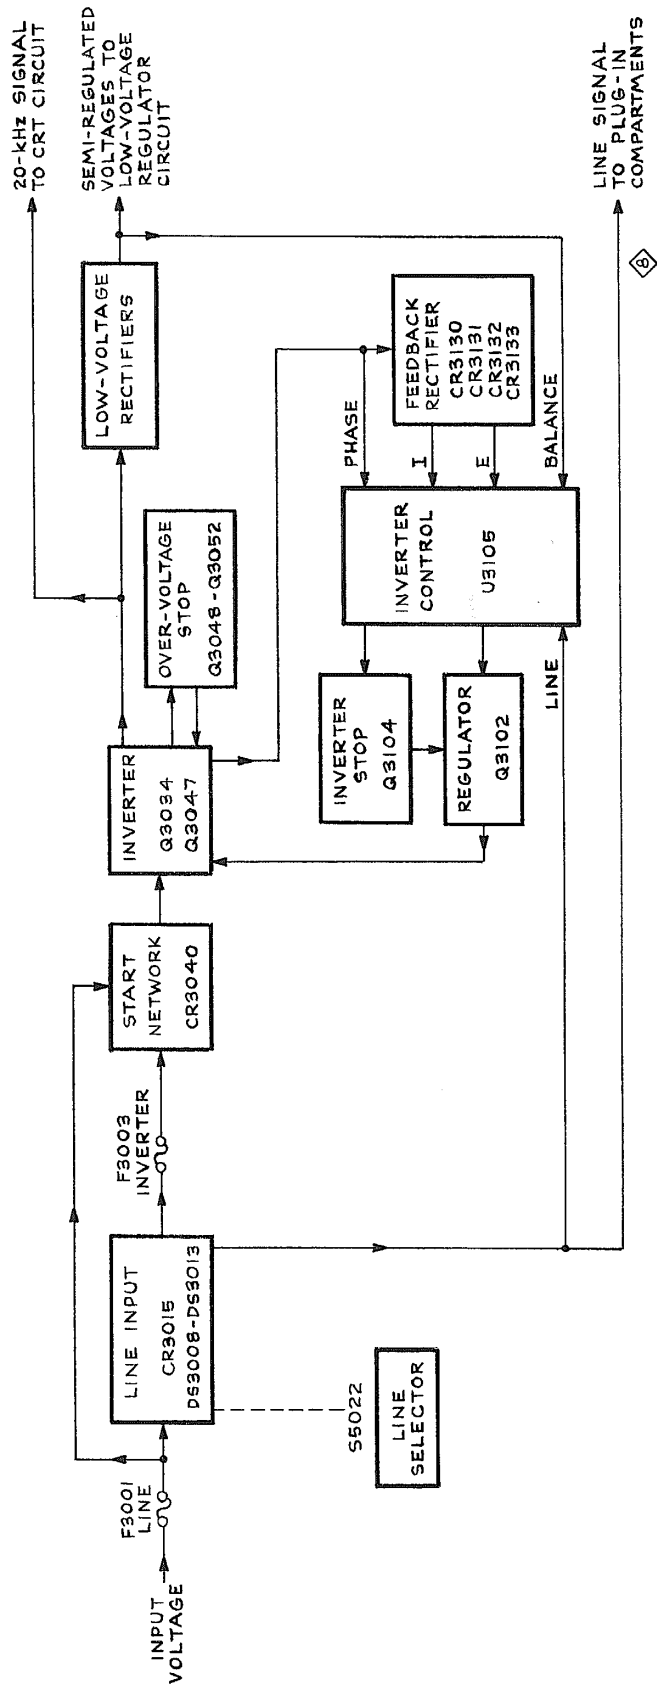 INPUT
VOLTAGE
F3001
LINE
LINE INPUT
CR3015
DS3008-DS3013
S5022
LINE
SELECTOR
F3003
INVERTER
START
NETWORK
CR3040
INVERTER
Q3034
Q3047
OVER-VOLTAGE
STOP
Q3048-Q3052
LOW-VOLTAGE
RECTIFIERS
20-kHz SIGNAL
TO CRT CIRCUIT
SEMI-REGULATED
VOLTAGES TO
LOW-VOLTAGE
REGULATOR
CIRCUIT
INVERTER
STOP
Q3104
REGULATOR
Q3102
LINE
INVERTER
CONTROL
U3105
PHASE
I
E
BALANCE
FEEDBACK
RECTIFIER
CR3130
CR3131
CR3132
CR3133
LINE SIGNAL
TO PLUG-IN
COMPARTMENTS
8